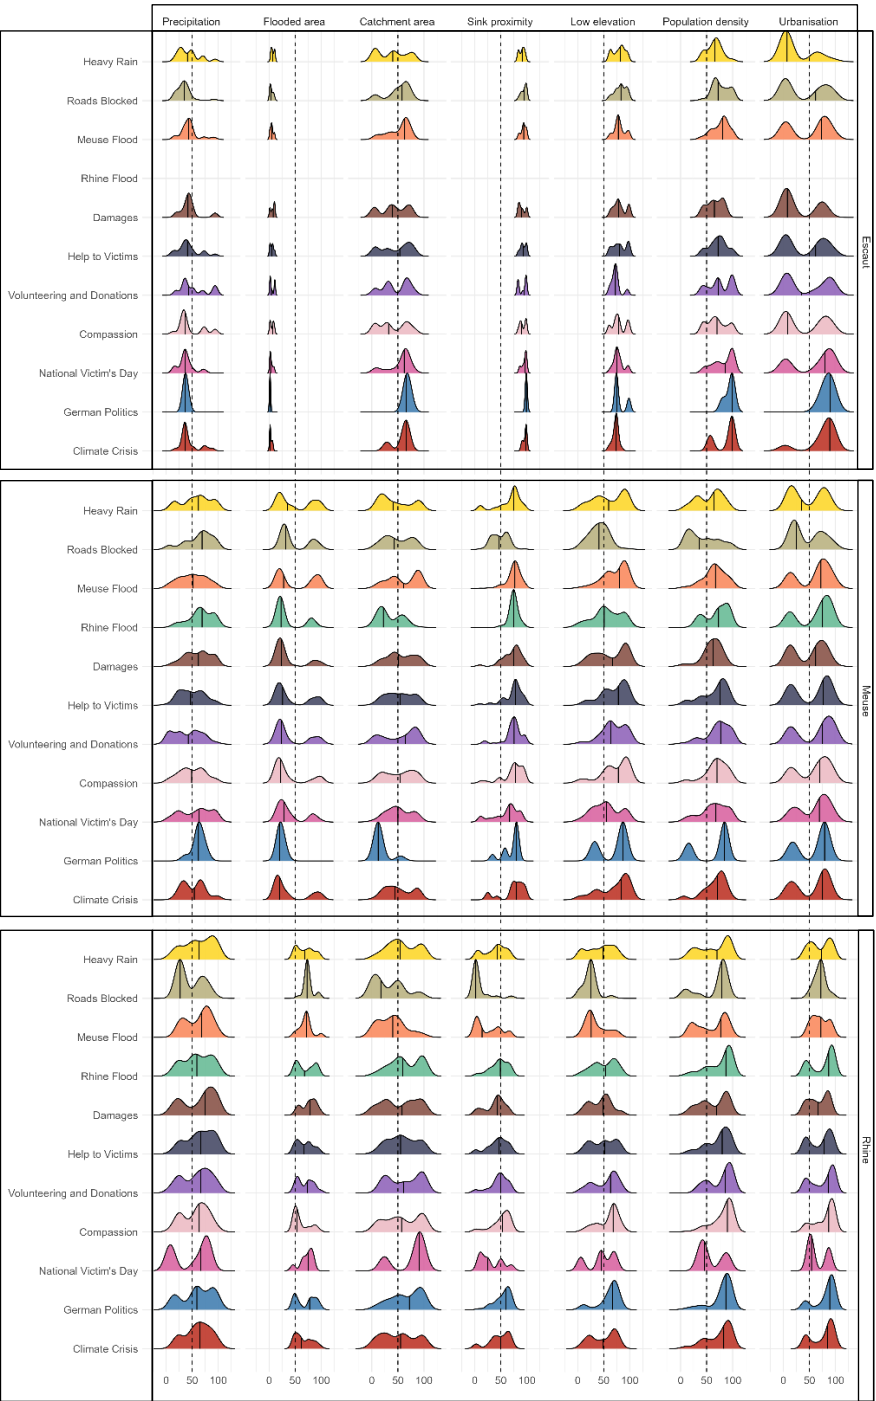 Precipitation Flooded area Catchment area Sink proximity Low elevation Population density Urbanisation
Heavy Rain
Roads Blocked
Meuse Flood
Rhine Flood
Damages
Help to Victims
Volunteering and Donations
Compassion
National Victim's Day
German Politics
Climate Crisis
Escaut
Heavy Rain
Roads Blocked
Meuse Flood
Rhine Flood
Damages
Help to Victims
Volunteering and Donations
Compassion
National Victim's Day
German Politics
Climate Crisis
Meuse
Heavy Rain
Roads Blocked
Meuse Flood
Rhine Flood
Damages
Help to Victims
Volunteering and Donations
Compassion
National Victim's Day
German Politics
Climate Crisis
Rhine
0 50 100 0 50 100 0 50 100 0 50 100 0 50 100 0 50 100 0 50 100